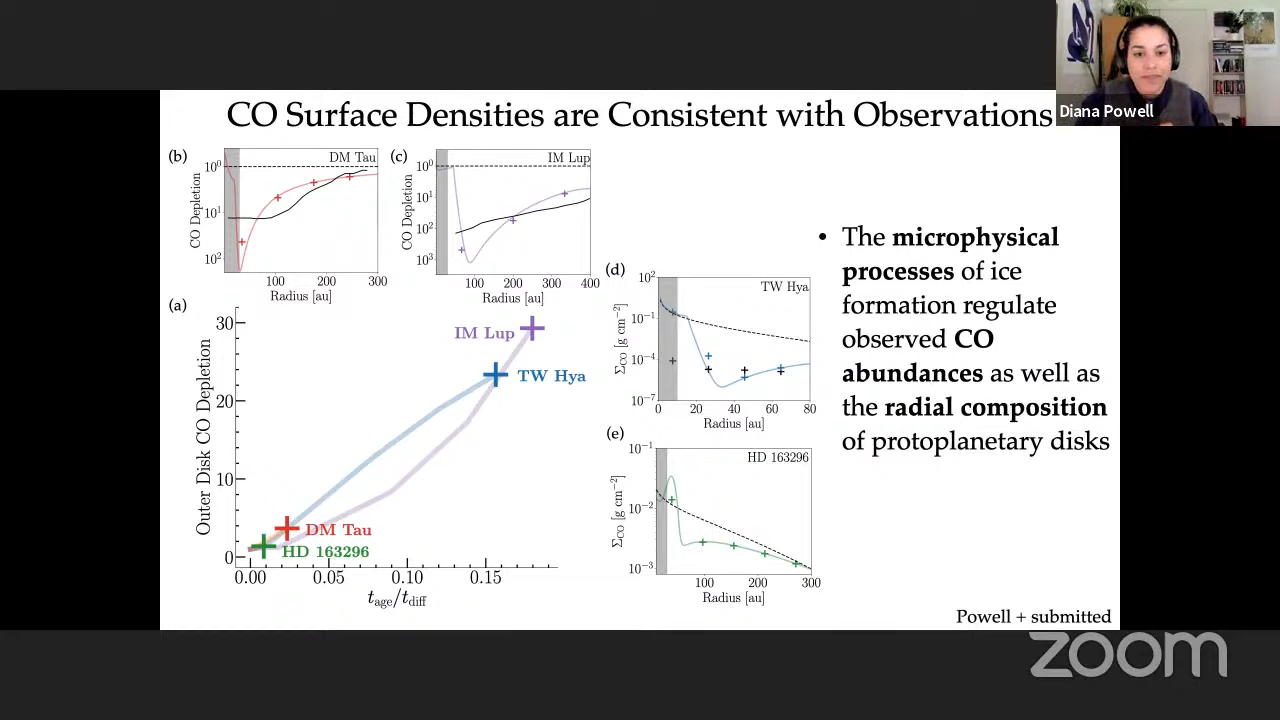 Diana Powell
CO Surface Densities are Consistent with Observations
(b)
DM Tau
10⁰
10¹
10²
CO Depletion
100
200
300
Radius [au]
(c)
IM Lup
10⁰
10¹
10²
10³
CO Depletion
100
200
300
400
Radius [au]
(d)
TW Hya
10²
10⁻¹
10⁻⁴
10⁻⁷
Σ_CO [g cm⁻²]
0
20
40
60
80
Radius [au]
(a)
30
20
10
0
Outer Disk CO Depletion
IM Lup
TW Hya
DM Tau
HD 163296
0.00
0.05
0.10
0.15
t_age/t_diff
(e)
HD 163296
10⁻¹
10⁻²
10⁻³
Σ_CO [g cm⁻²]
100
200
300
Radius [au]
• The microphysical
processes of ice
formation regulate
observed CO
abundances as well as
the radial composition
of protoplanetary disks
Powell + submitted
zoom